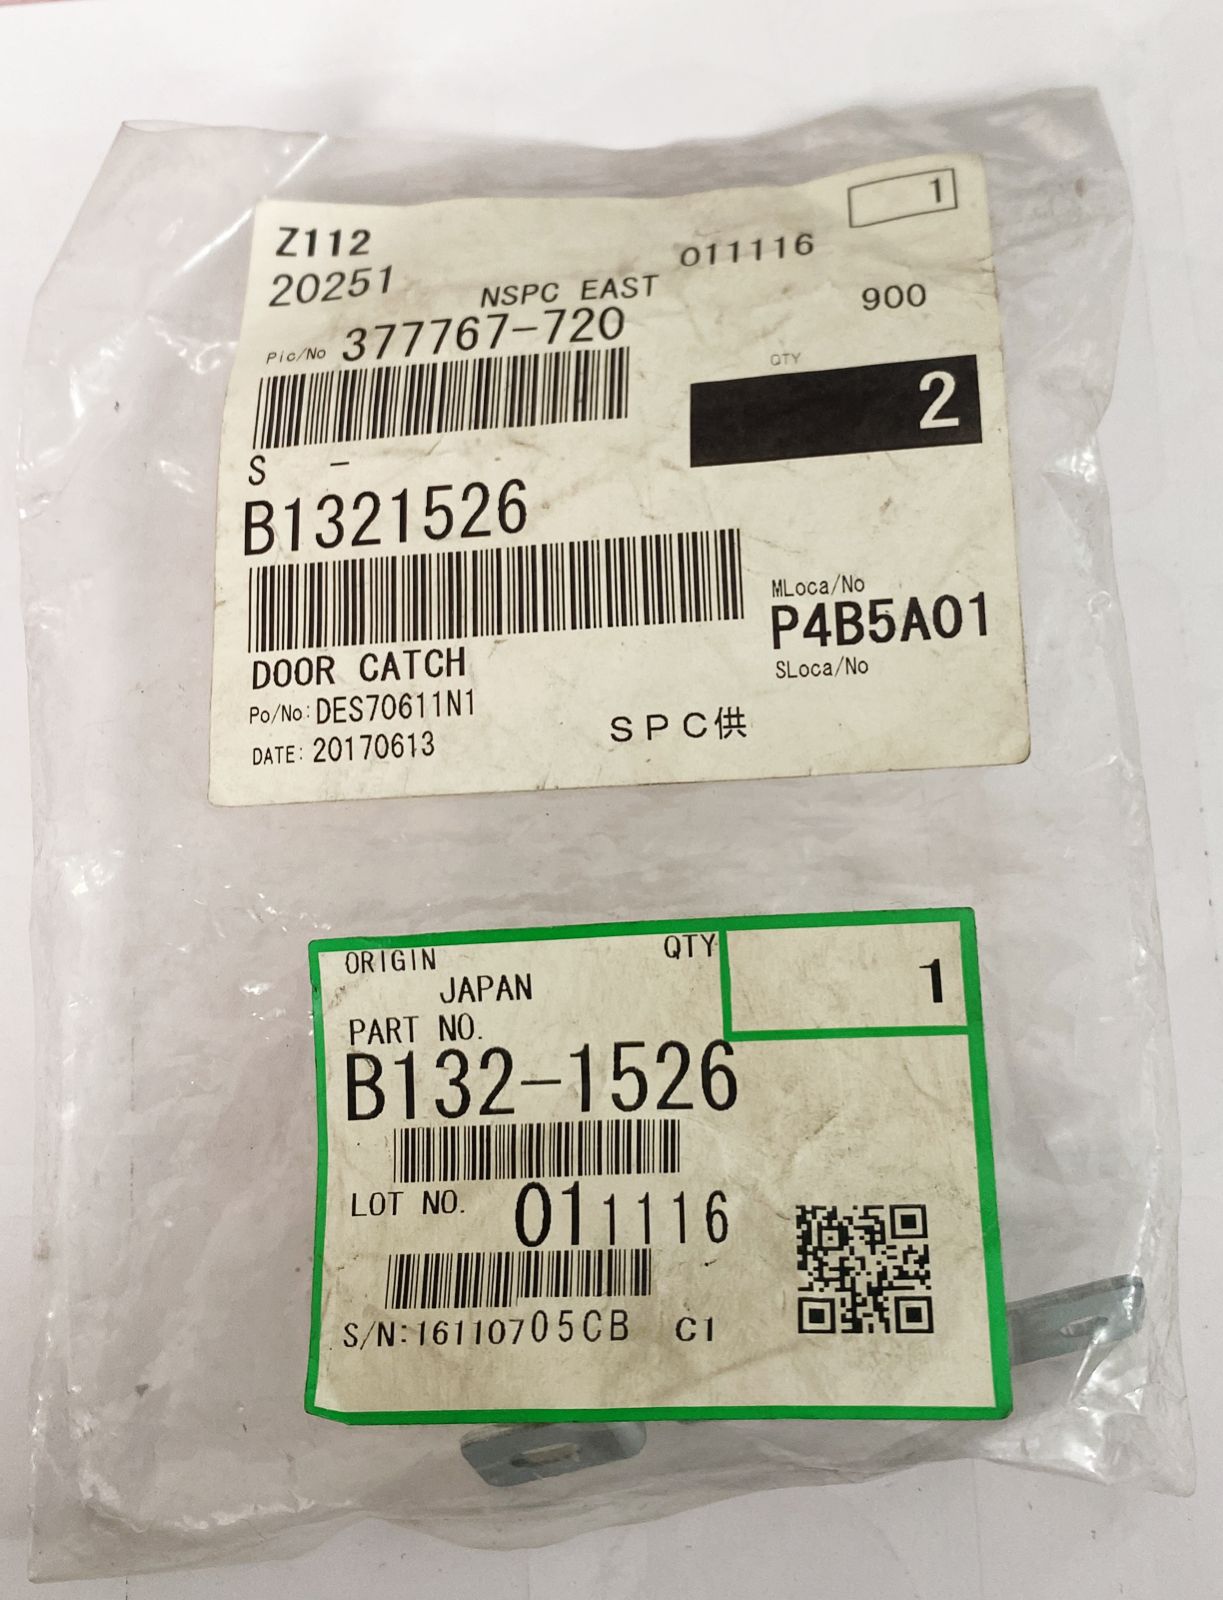 1
Z112
011116
20251
NSPC EAST
900
Pic/No 377767-720
QTY
2
S -
B1321526
MLoca/No
P4B5A01
DOOR CATCH
SLoca/No
Po/No: DES70611N1
SPC供
DATE: 20170613
ORIGIN
QTY
1
JAPAN
PART NO.
B132-1526
LOT NO. 011116
S/N:16110705CB C1